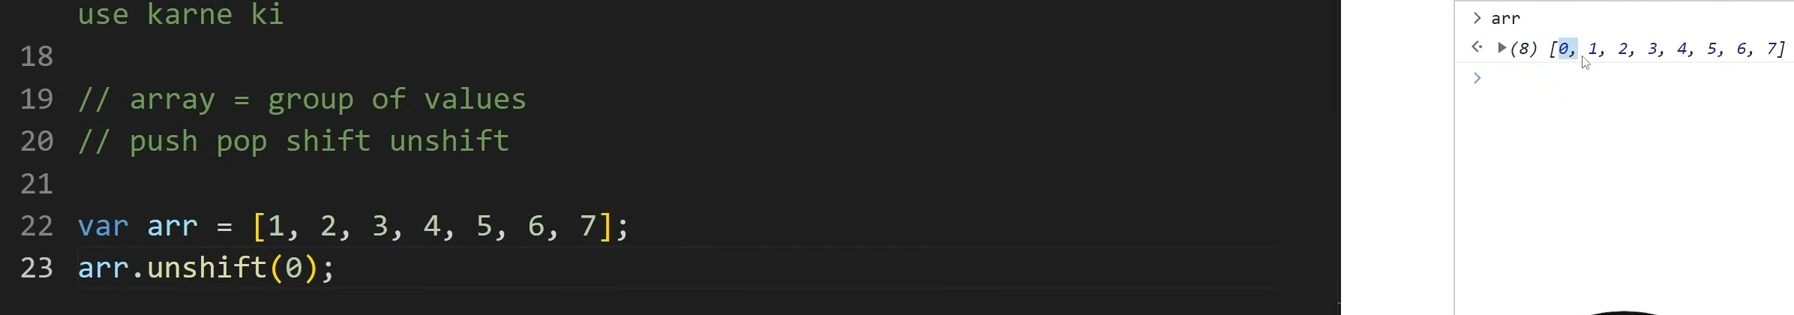 use karne ki
18
19 // array = group of values
20 // push pop shift unshift
21
22 var arr = [1, 2, 3, 4, 5, 6, 7];
23 arr.unshift(0);
> arr
(8) [0, 1, 2, 3, 4, 5, 6, 7]
>